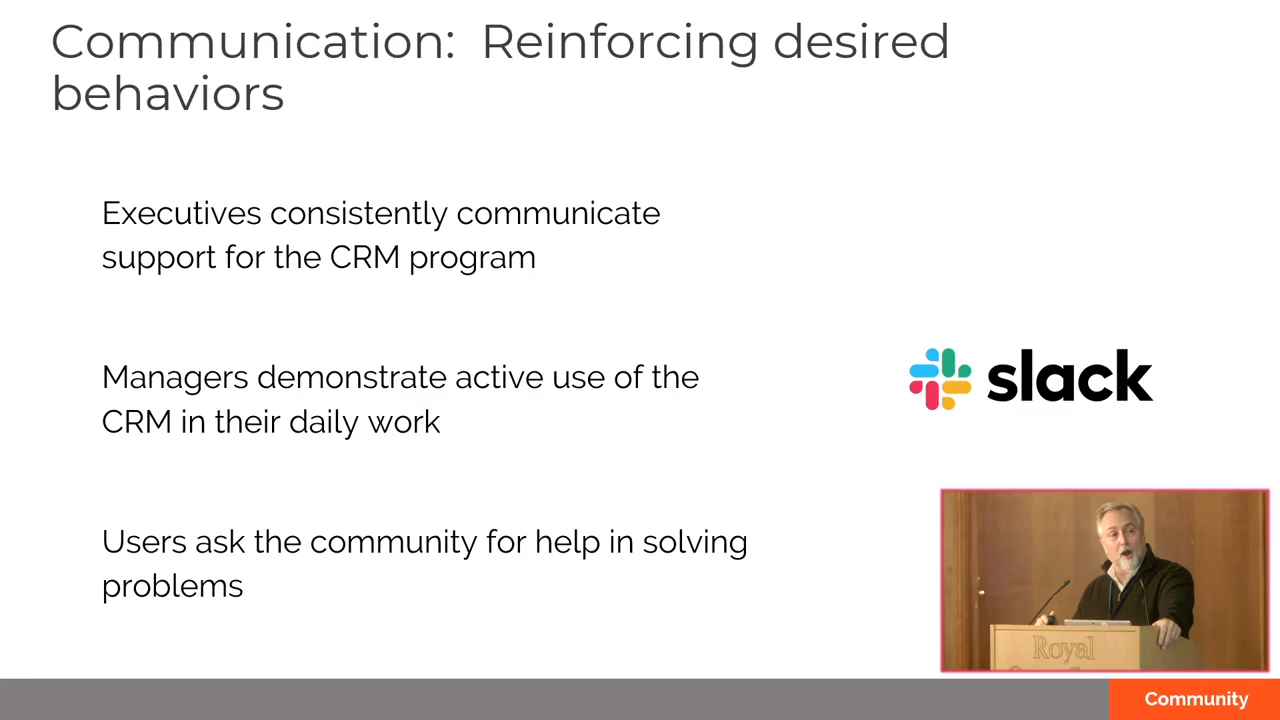 Communication:  Reinforcing desired
behaviors
Executives consistently communicate
support for the CRM program
Managers demonstrate active use of the
CRM in their daily work
slack
Users ask the community for help in solving
problems
Royal
Community